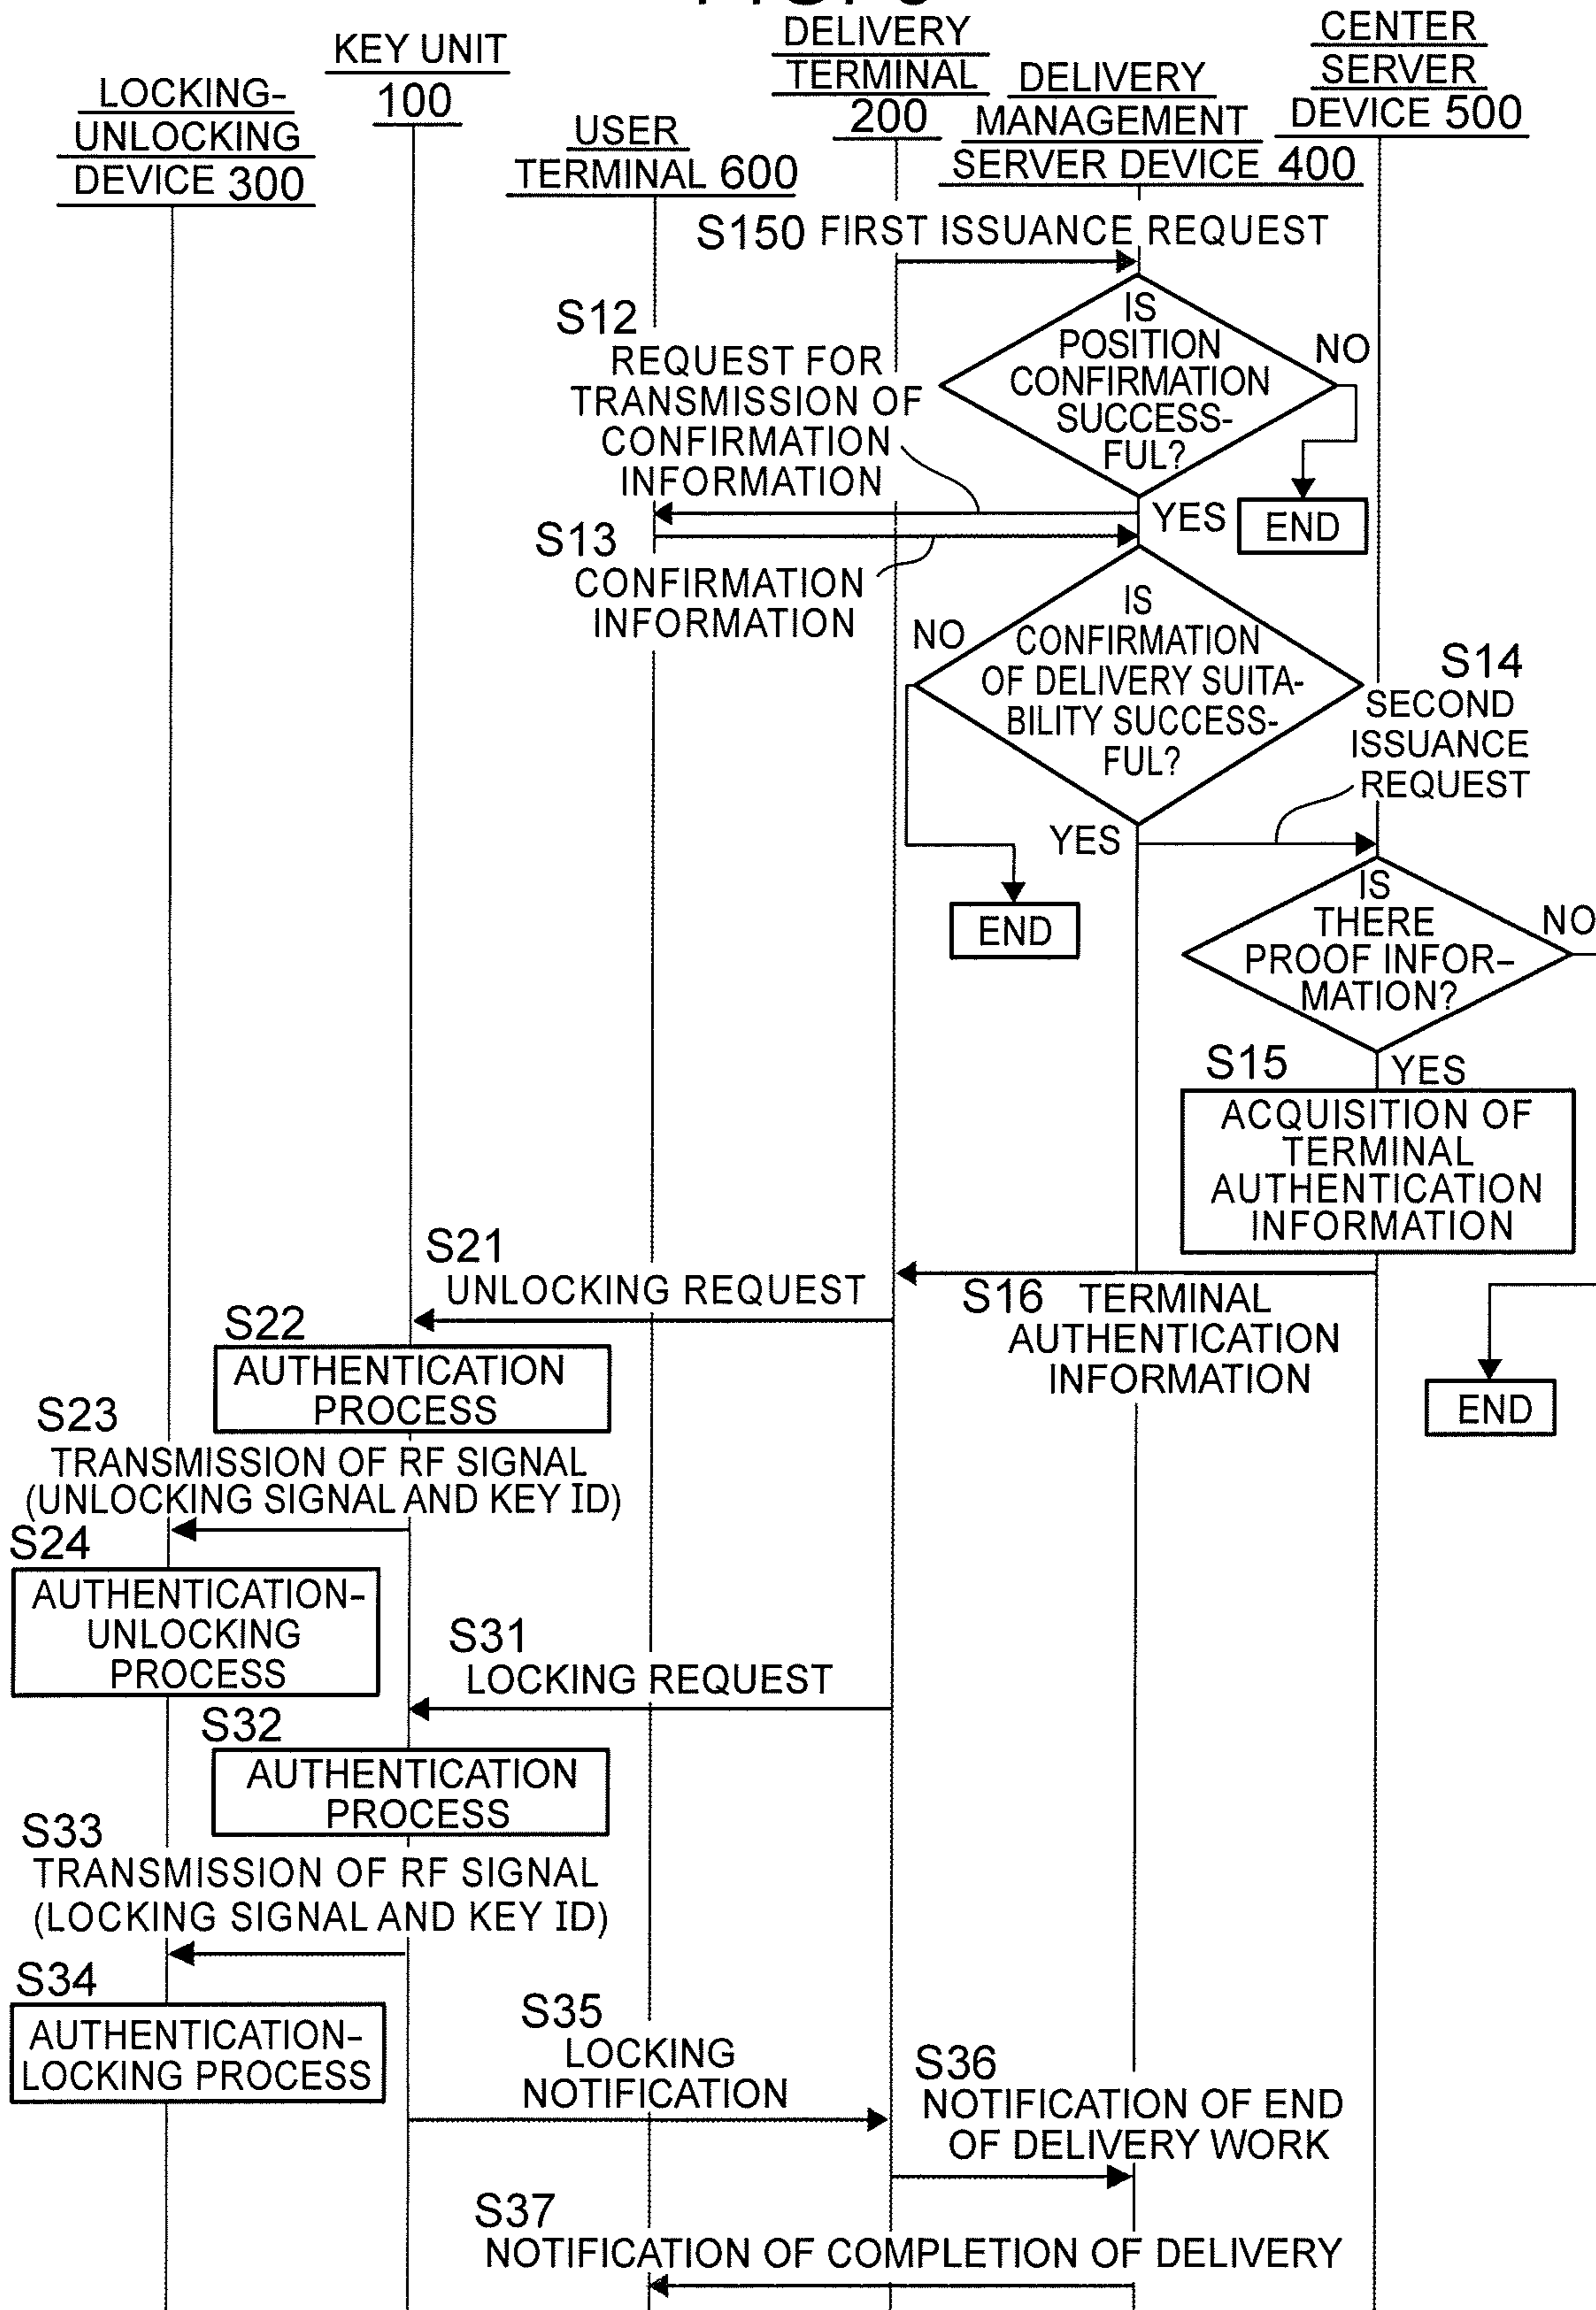 LOCKING-
UNLOCKING
DEVICE 300
KEY UNIT
100
USER
TERMINAL 600
DELIVERY
TERMINAL
200
DELIVERY
MANAGEMENT
SERVER DEVICE 400
CENTER
SERVER
DEVICE 500
S150 FIRST ISSUANCE REQUEST
IS
POSITION
CONFIRMATION
SUCCESS-
FUL?
NO
END
YES
S12
REQUEST FOR
TRANSMISSION OF
CONFIRMATION
INFORMATION
S13
CONFIRMATION
INFORMATION
IS
CONFIRMATION
OF DELIVERY SUITA-
BILITY SUCCESS-
FUL?
NO
END
YES
S14
SECOND
ISSUANCE
REQUEST
IS
THERE
PROOF INFOR-
MATION?
NO
YES
S15
ACQUISITION OF
TERMINAL
AUTHENTICATION
INFORMATION
S16 TERMINAL
AUTHENTICATION
INFORMATION
END
S21
UNLOCKING REQUEST
S22
AUTHENTICATION
PROCESS
S23
TRANSMISSION OF RF SIGNAL
(UNLOCKING SIGNAL AND KEY ID)
S24
AUTHENTICATION-
UNLOCKING
PROCESS
S31
LOCKING REQUEST
S32
AUTHENTICATION
PROCESS
S33
TRANSMISSION OF RF SIGNAL
(LOCKING SIGNAL AND KEY ID)
S34
AUTHENTICATION-
LOCKING PROCESS
S35
LOCKING
NOTIFICATION
S36
NOTIFICATION OF END
OF DELIVERY WORK
S37
NOTIFICATION OF COMPLETION OF DELIVERY